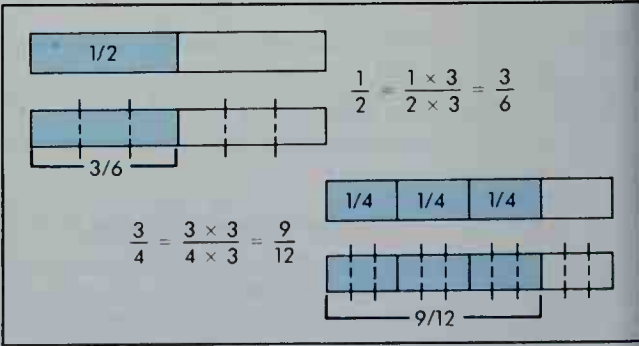 1/2
1/2 = 1 × 3 / 2 × 3 = 3/6
3/6
1/4 1/4 1/4
3/4 = 3 × 3 / 4 × 3 = 9/12
9/12